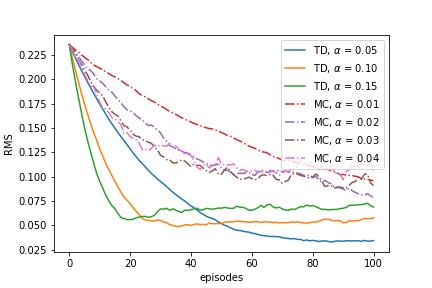 RMS
0.225
0.200
0.175
0.150
0.125
0.100
0.075
0.050
0.025
TD, α = 0.05
TD, α = 0.10
TD, α = 0.15
MC, α = 0.01
MC, α = 0.02
MC, α = 0.03
MC, α = 0.04
0 20 40 60 80 100
episodes